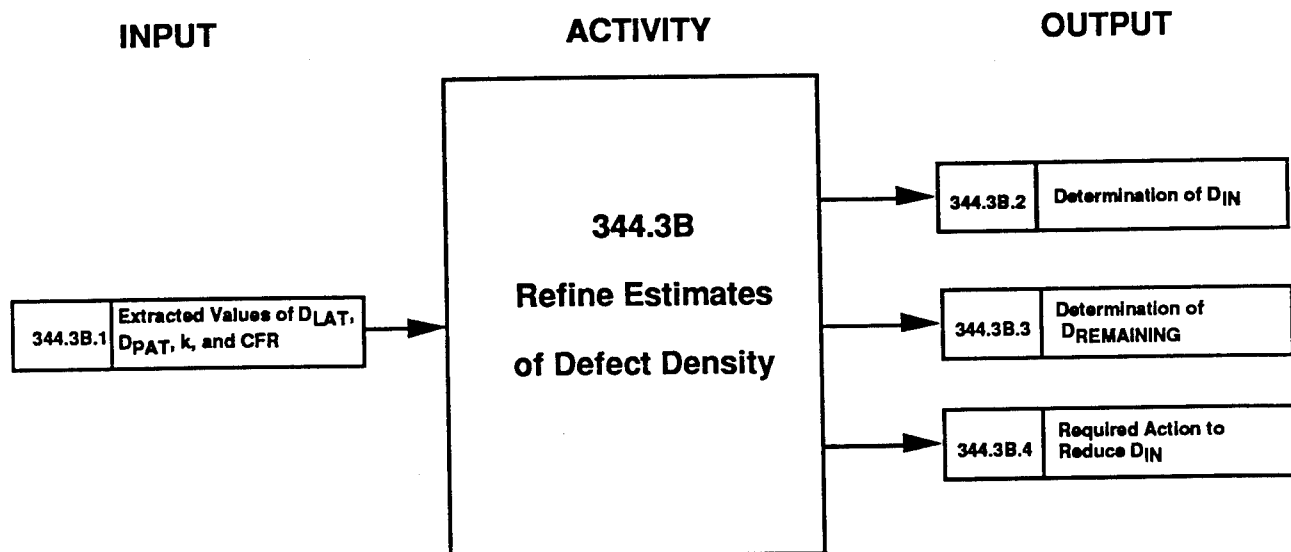 INPUT
ACTIVITY
OUTPUT
344.3B
Refine Estimates
of Defect Density
344.3B.1
Extracted Values of DLAT,
DPAT, k, and CFR
344.3B.2
Determination of DIN
344.3B.3
Determination of
DREMAINING
344.3B.4
Required Action to
Reduce DIN